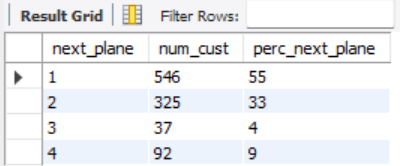 Result Grid Filter Rows:
next_plane num_cust perc_next_plane
1 546 55
2 325 33
3 37 4
4 92 9